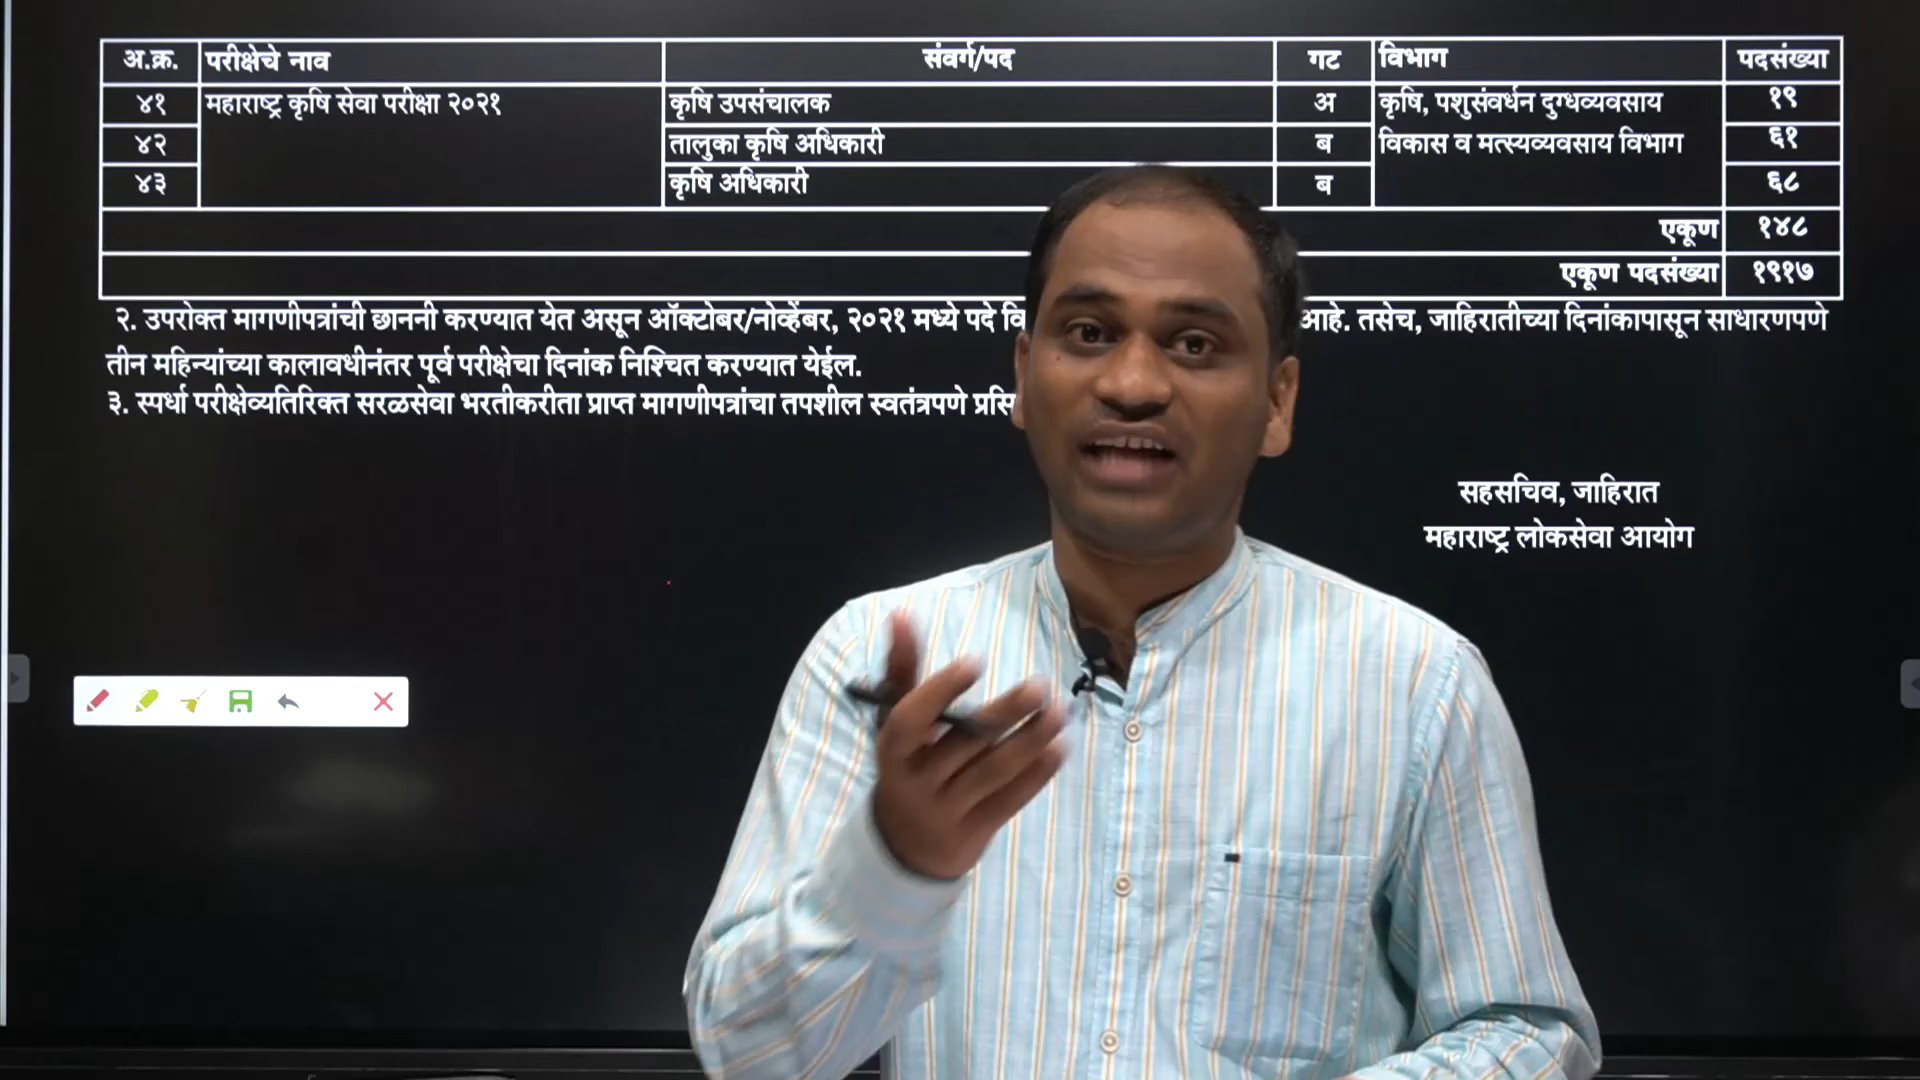 अ.क्र. परीक्षेचे नाव संवर्ग/पद गट विभाग पदसंख्या
४१ महाराष्ट्र कृषि सेवा परीक्षा २०२१ कृषि उपसंचालक अ कृषि, पशुसंवर्धन दुग्धव्यवसाय १९
४२ तालुका कृषि अधिकारी ब विकास व मत्स्यव्यवसाय विभाग ६१
४३ कृषि अधिकारी ब ६८
एकूण १४८
एकूण पदसंख्या १९१७
२. उपरोक्त मागणीपत्रांची छाननी करण्यात येत असून ऑक्टोबर/नोव्हेंबर, २०२१ मध्ये पदे आहे. तसेच, जाहिरातीच्या दिनांकापासून साधारणपणे
तीन महिन्यांच्या कालावधीनंतर पूर्व परीक्षेचा दिनांक निश्चित करण्यात येईल.
३. स्पर्धा परीक्षेव्यतिरिक्त सरळसेवा भरतीकरीता प्राप्त मागणीपत्रांचा तपशील स्वतंत्रपणे
सहसचिव, जाहिरात
महाराष्ट्र लोकसेवा आयोग